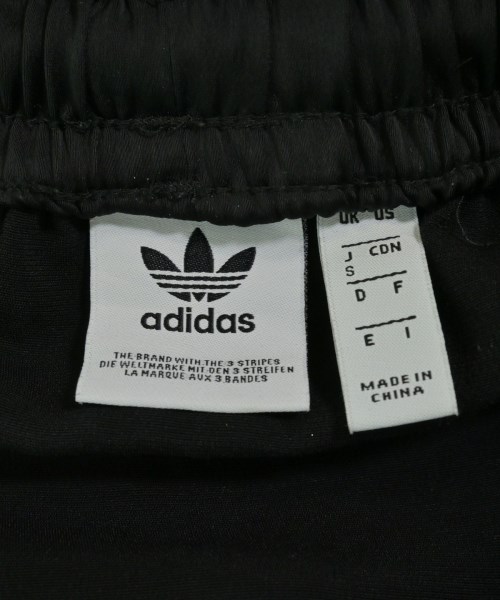 adidas
THE BRAND WITH THE 3 STRIPES
DIE WELTMARKE MIT DEN 3 STREIFEN
LA MARQUE AUX 3 BANDES
UK US
J CDN
S
D F
E I
MADE IN
CHINA